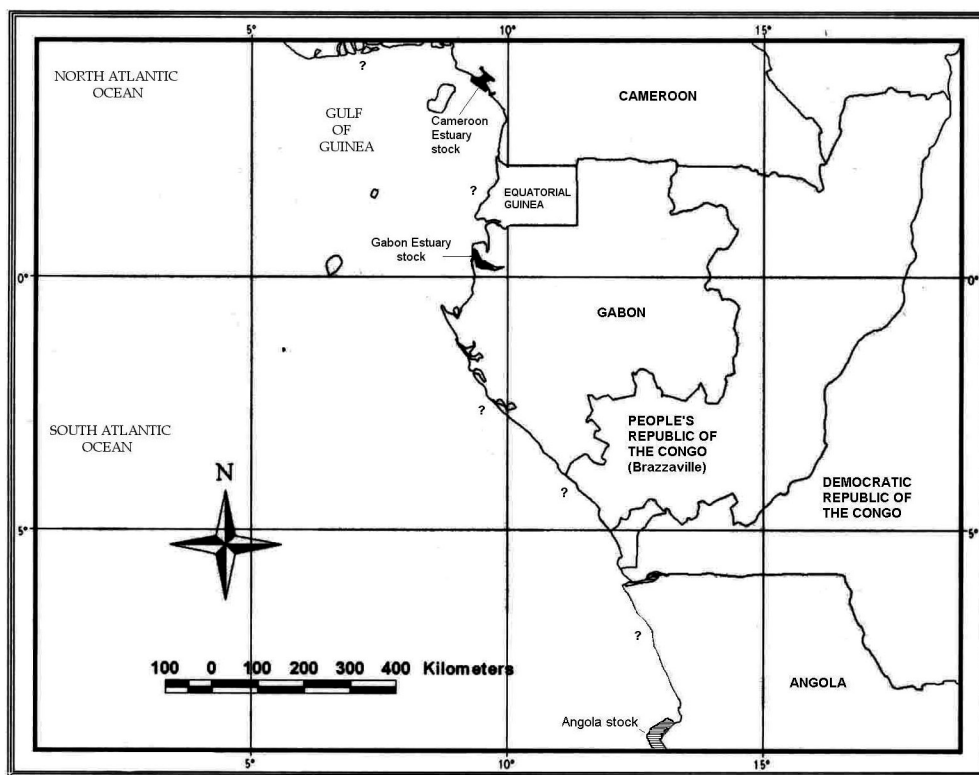 5°
10°
15°
NORTH ATLANTIC
OCEAN
?
CAMEROON
GULF
OF
GUINEA
Cameroon
Estuary
stock
?
EQUATORIAL
GUINEA
Gabon Estuary
stock
0°
0°
GABON
?
SOUTH ATLANTIC
OCEAN
PEOPLE'S
REPUBLIC OF
THE CONGO
(Brazzaville)
N
?
DEMOCRATIC
REPUBLIC OF
THE CONGO
5°
5°
?
100 0 100 200 300 400 Kilometers
ANGOLA
Angola stock
5°
10°
15°